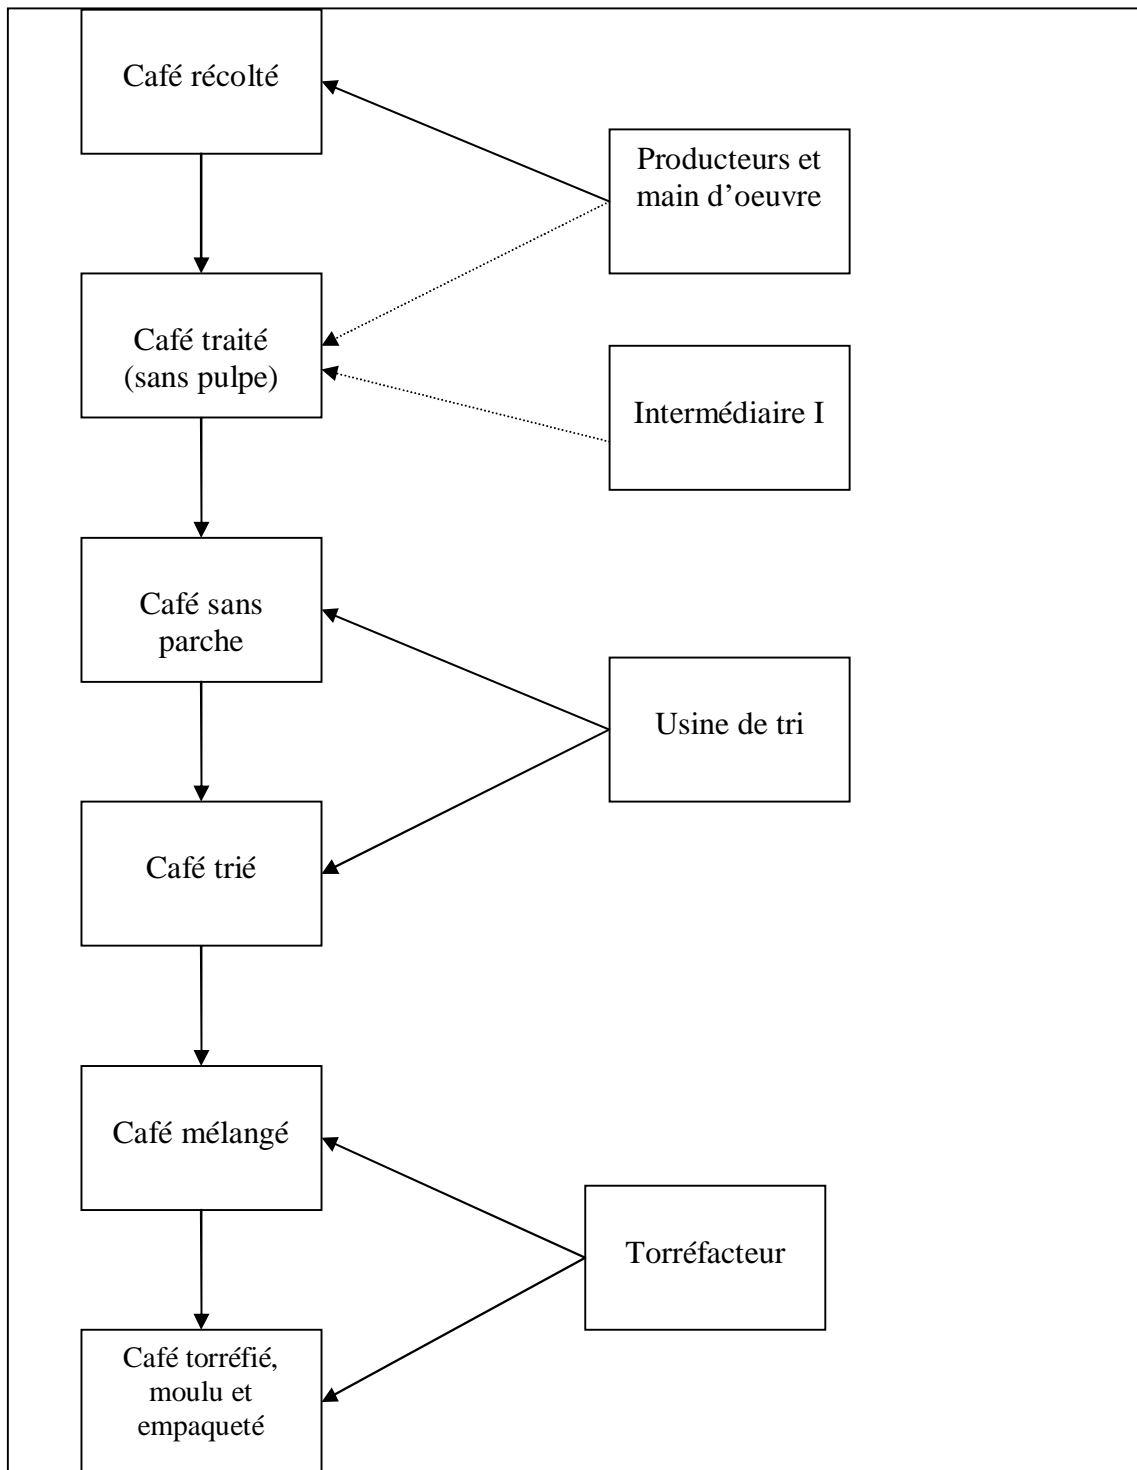 Café récolté
Producteurs et
main d'oeuvre
Café traité
(sans pulpe)
Intermédiaire I
Café sans
parche
Usine de tri
Café trié
Café mélangé
Torréfacteur
Café torréfié,
moulu et
empaqueté